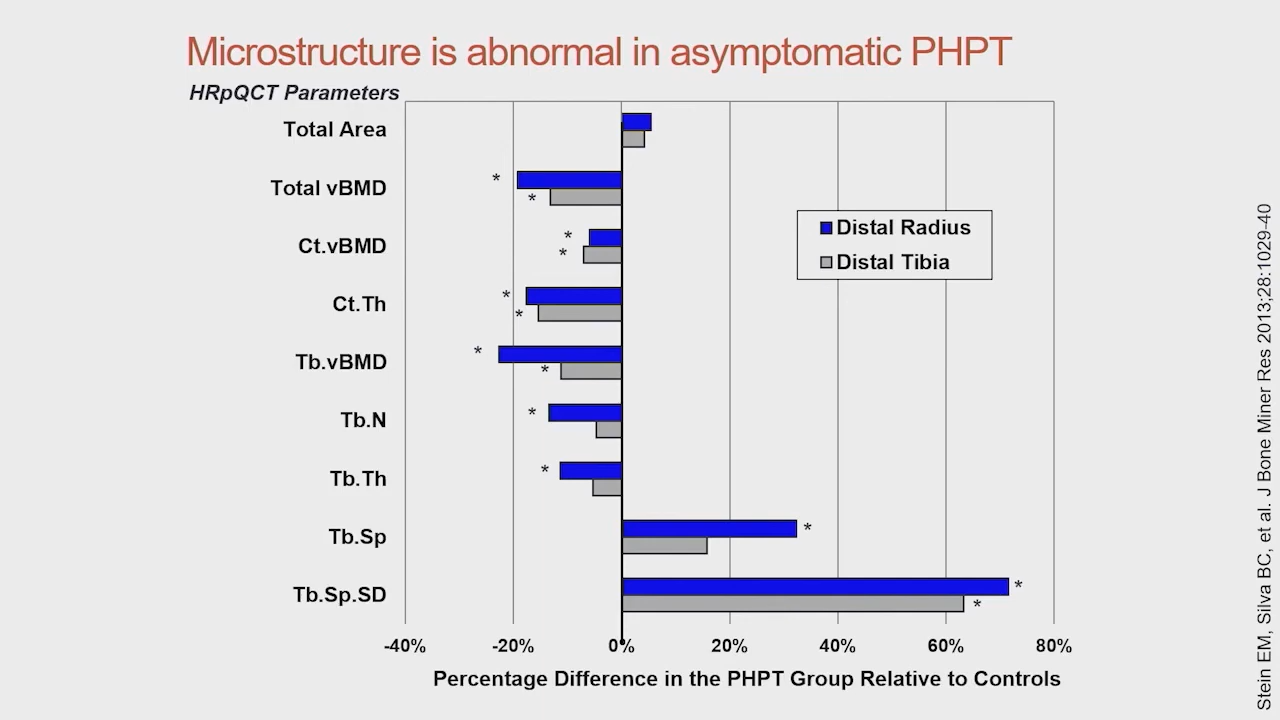 Microstructure is abnormal in asymptomatic PHPT
HRpQCT Parameters
Total Area
Total vBMD
*
*
Ct.vBMD
*
*
Ct.Th
*
*
Tb.vBMD
*
*
Tb.N
*
Tb.Th
*
Tb.Sp
*
Tb.Sp.SD
*
*
Distal Radius
Distal Tibia
-40% -20% 0% 20% 40% 60% 80%
Percentage Difference in the PHPT Group Relative to Controls
Stein EM, Silva BC, et al. J Bone Miner Res 2013;28:1029-40